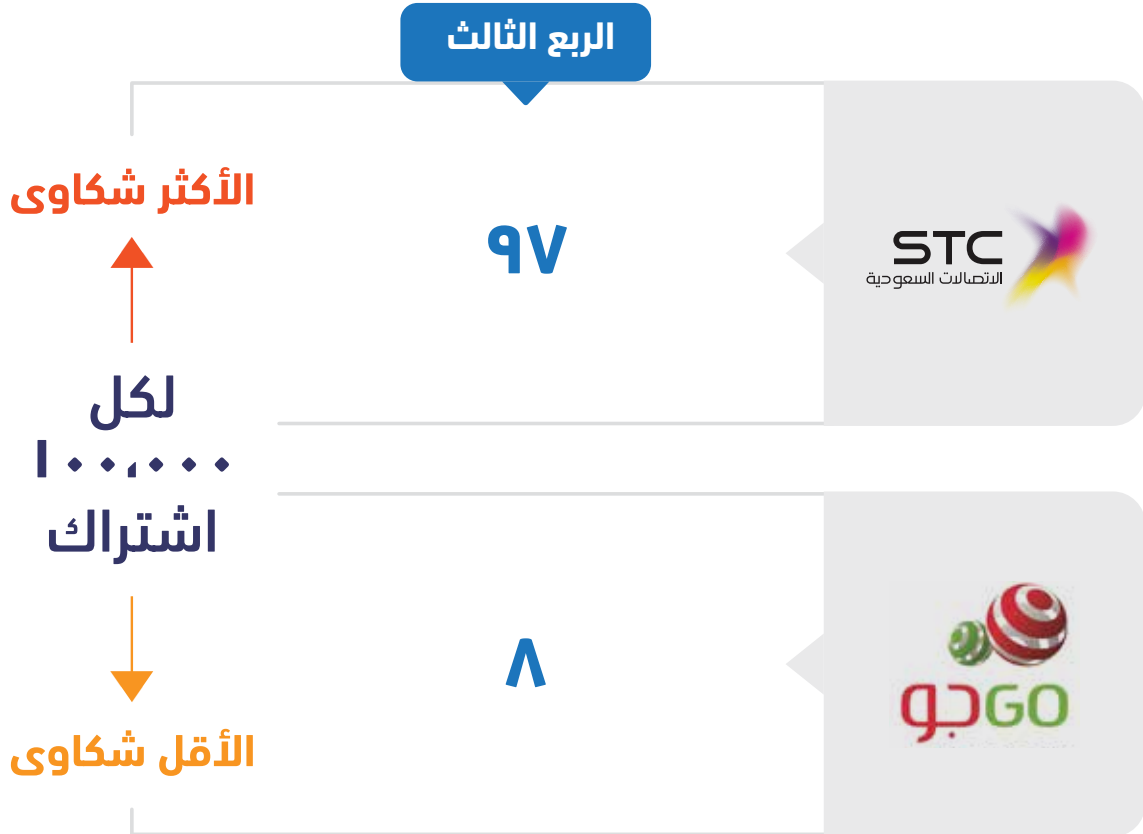 الربع الثالث
STC
الاتصالات السعودية
٩٧
الأكثر شكاوى
لكل
١٠٠،٠٠٠
اشتراك
جو GO
٨
الأقل شكاوى